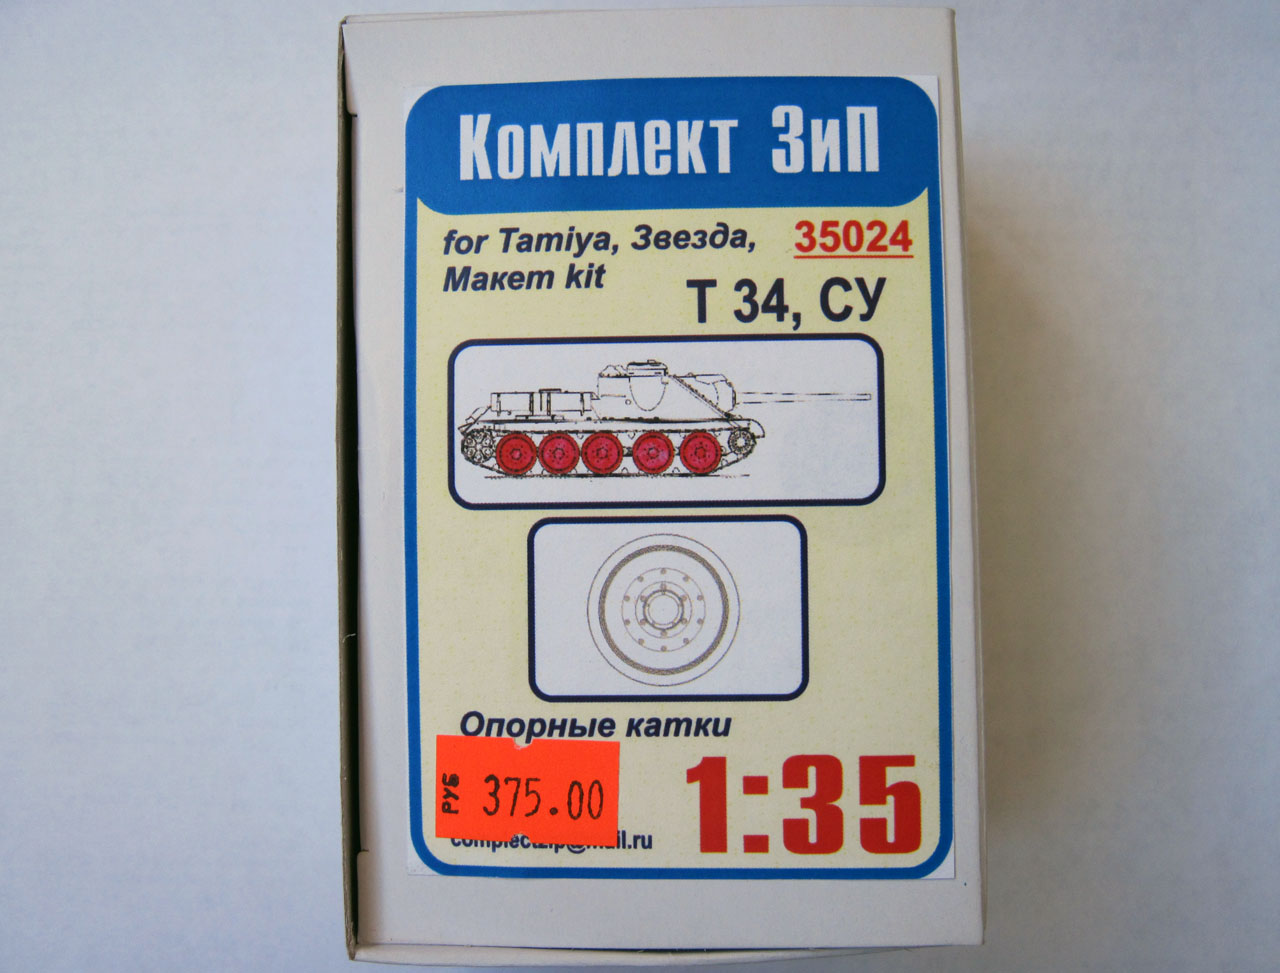 Комплект ЗиП
for Tamiya, Звезда, 35024
Макет kit
Т 34, СУ
Опорные катки
РУБ 375.00
1:35